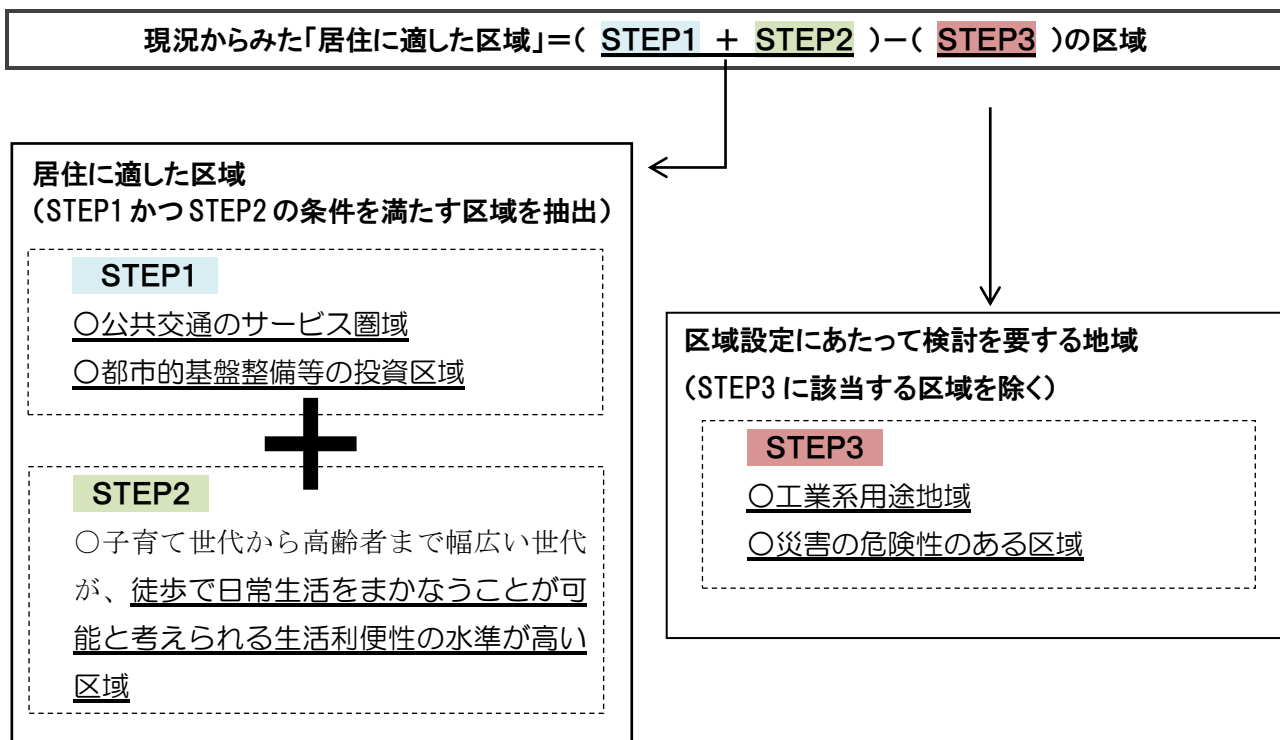 現況からみた「居住に適した区域」＝（ STEP1 ＋ STEP2 ）－（ STEP3 ）の区域
居住に適した区域
（STEP1 かつ STEP2 の条件を満たす区域を抽出）
STEP1
○公共交通のサービス圏域
○都市的基盤整備等の投資区域
＋
STEP2
○子育て世代から高齢者まで幅広い世代
が、徒歩で日常生活をまかなうことが可
能と考えられる生活利便性の水準が高い
区域
区域設定にあたって検討を要する地域
（STEP3 に該当する区域を除く）
STEP3
○工業系用途地域
○災害の危険性のある区域